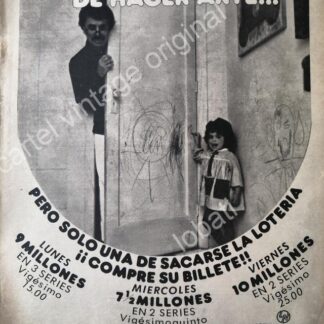 DE HACER ARTE...
cartel vintage original
lobal
PERO SOLO UNA DE SACARSE LA LOTERIA
¡¡ COMPRE SU BILLETE!!
LUNES
9 MILLONES
EN 3 SERIES
Vigésimo
15.00
MIERCOLES
7½ MILLONES
EN 2 SERIES
Vigésimoquinto
VIERNES
10 MILLONES
EN 2 SERIES
Vigésimo
25.00